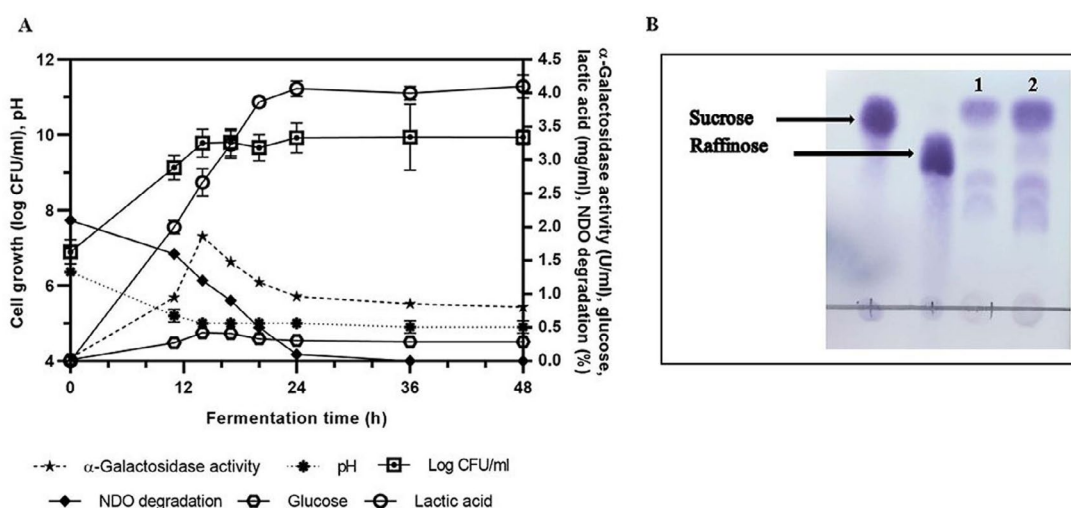 A
Cell growth (log CFU/ml), pH
12
10
8
6
4
0
12
24
36
48
Fermentation time (h)
4.5
4.0
3.5
3.0
2.5
2.0
1.5
1.0
0.5
0.0
α-Galactosidase activity (U/ml), glucose,
lactic acid (mg/ml), NDO degradation (%)
α-Galactosidase activity
pH
Log CFU/ml
NDO degradation
Glucose
Lactic acid
B
Sucrose
Raffinose
1
2